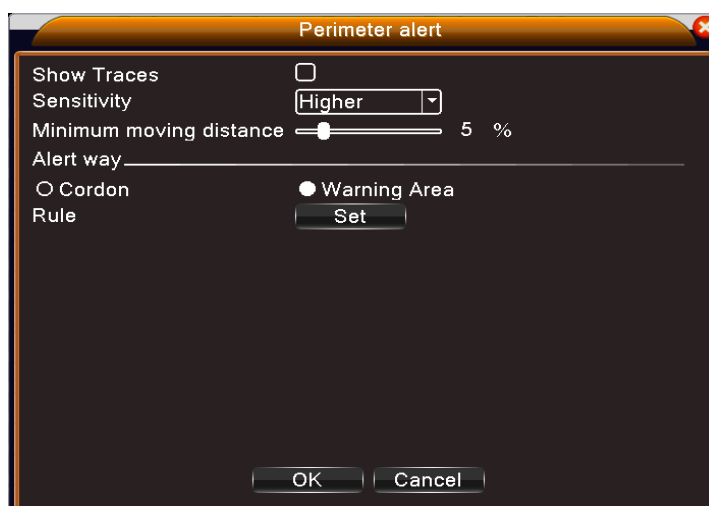 Perimeter alert
Show Traces
Sensitivity Higher
Minimum moving distance 5 %
Alert way
Cordon Warning Area
Rule Set
OK Cancel